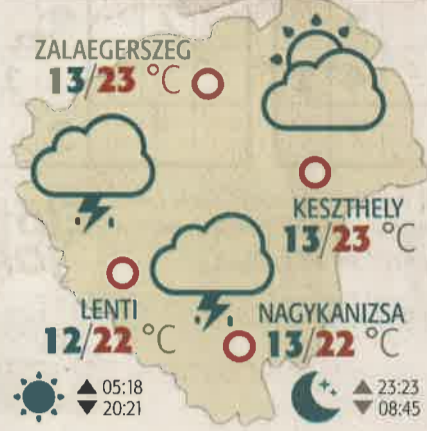 ZALAEGERSZEG
13/23 °C
KESZTHELY
13/23 °C
LENTI
12/22 °C
NAGYKANIZSA
13/22 °C
▲ 05:18
▼ 20:21
▲ 23:23
▼ 08:45